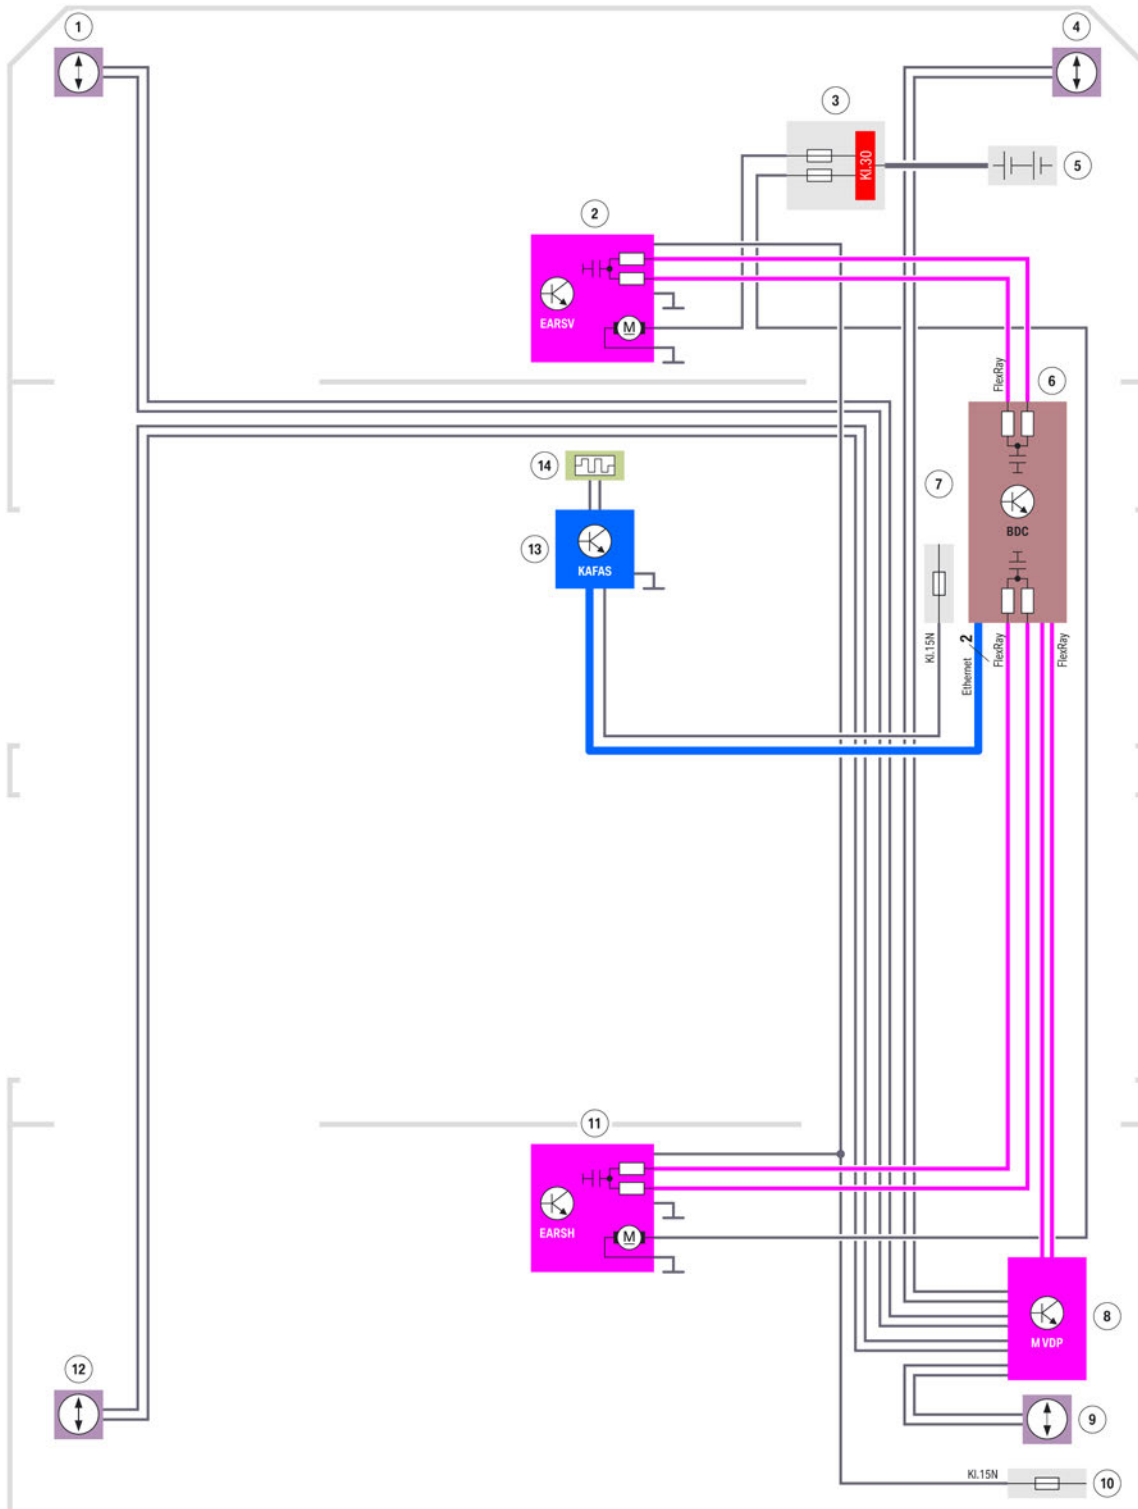 1
4
3
Kl.30
5
2
EARSV
M
FlexRay
6
14
7
BDC
13
KAFAS
Kl.15N
Ethernet
2
FlexRay
FlexRay
11
EARSH
M
8
M VDP
12
9
Kl.15N
10